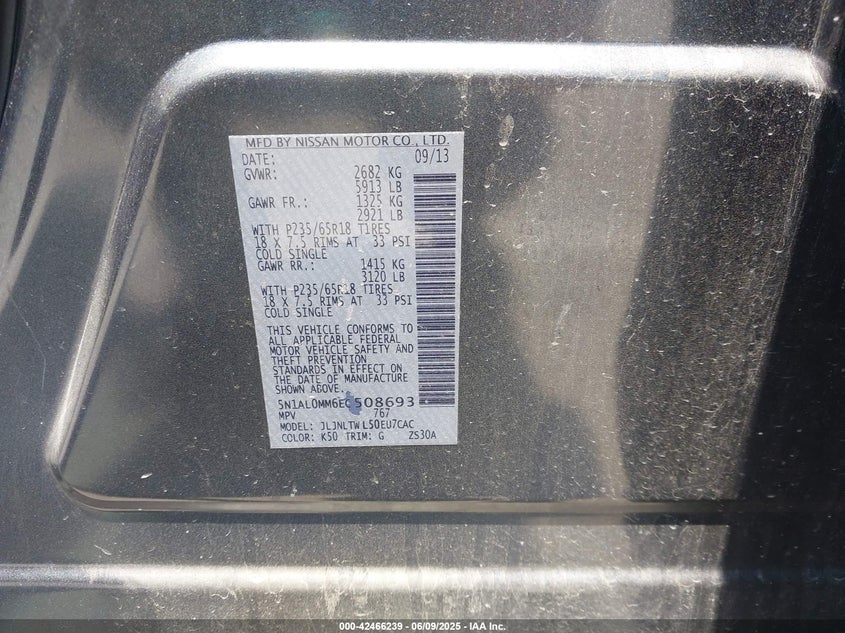 MFD BY NISSAN MOTOR CO., LTD.
DATE: 09/13
GVWR: 2682 KG
5913 LB
GAWR FR.: 1325 KG
2921 LB
WITH P235/65R18 TIRES
18 X 7.5 RIMS AT 33 PSI
COLD SINGLE
GAWR RR.: 1415 KG
3120 LB
WITH P235/65R18 TIRES
18 X 7.5 RIMS AT 33 PSI
COLD SINGLE
THIS VEHICLE CONFORMS TO
ALL APPLICABLE FEDERAL
MOTOR VEHICLE SAFETY AND
THEFT PREVENTION
STANDARDS IN EFFECT ON
THE DATE OF MANUFACTURE
SHOWN ABOVE.
5N1AL0MM6EC508693
MPV 767
MODEL: JLJNLTWL50EU7CAC
COLOR: K50 TRIM: G ZS30A
000-42466239 - 06/09/2025 - IAA Inc.